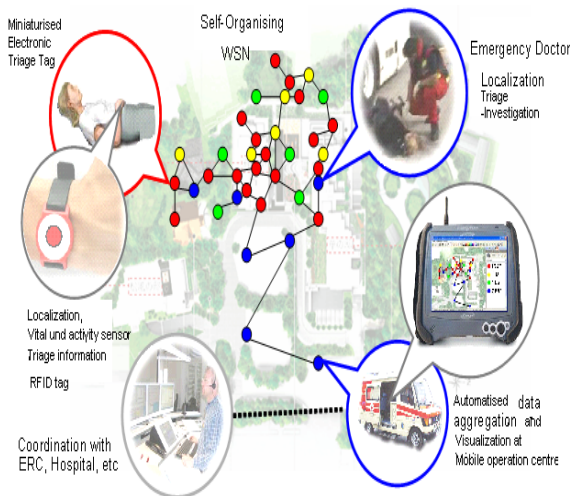 Miniaturised
Electronic
Triage Tag
Self-Organising
WSN
Emergency Doctor
Localization
Triage
-Investigation
Localization,
Vital und activity sensor
Triage information
RFID tag
Coordination with
ERC, Hospital, etc
Automatised data
aggregation and
Visualization at
Mobile operation centre